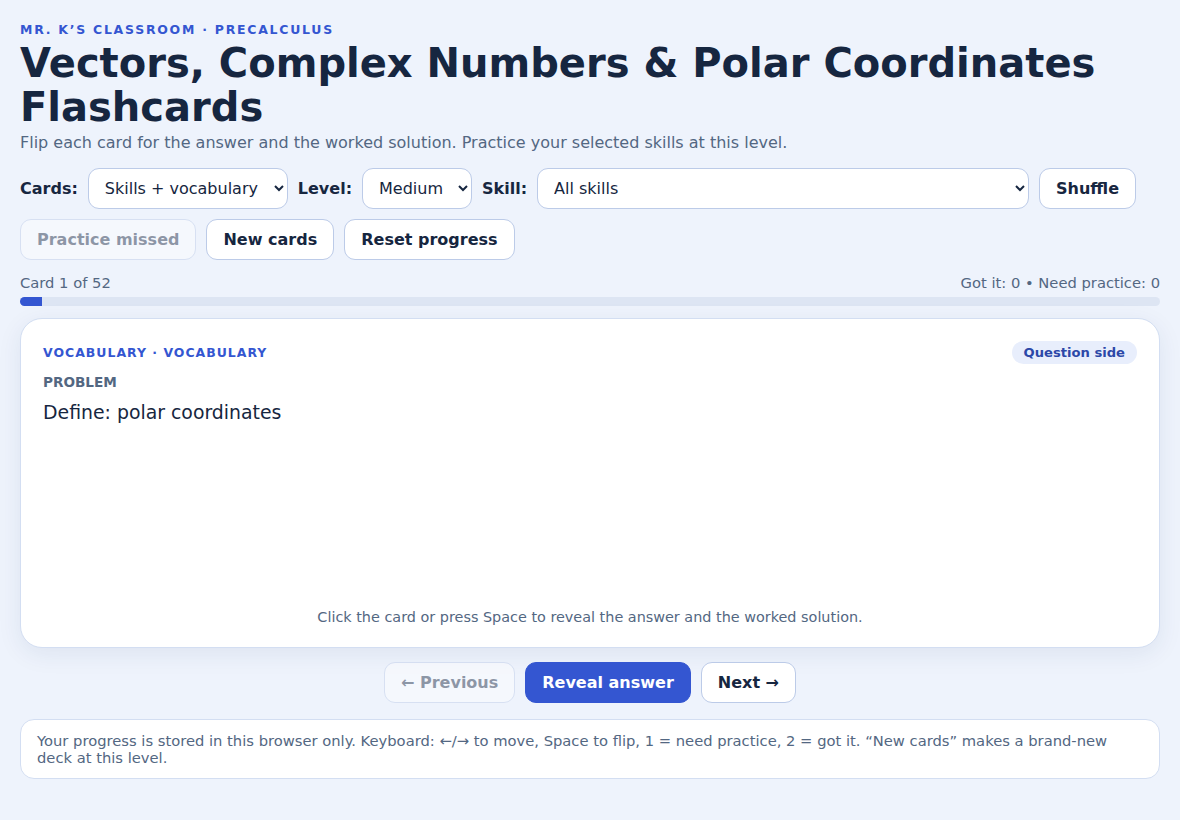 MR. K’S CLASSROOM · PRECALCULUS
Vectors, Complex Numbers & Polar Coordinates
Flashcards
Flip each card for the answer and the worked solution. Practice your selected skills at this level.
Cards: Skills + vocabulary Level: Medium Skill: All skills Shuffle
Practice missed New cards Reset progress
Card 1 of 52 Got it: 0 • Need practice: 0
VOCABULARY · VOCABULARY Question side
PROBLEM
Define: polar coordinates
Click the card or press Space to reveal the answer and the worked solution.
← Previous Reveal answer Next →
Your progress is stored in this browser only. Keyboard: ←/→ to move, Space to flip, 1 = need practice, 2 = got it. “New cards” makes a brand-new
deck at this level.